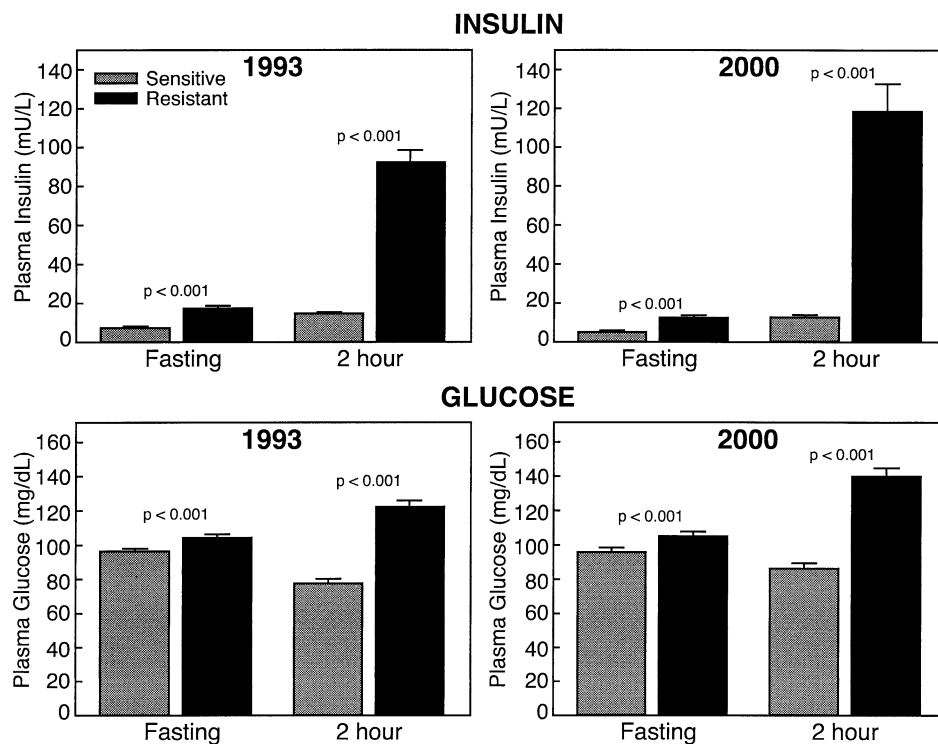 INSULIN
1993
Sensitive
Resistant
Plasma Insulin (mU/L)
140
120
100
80
60
40
20
0
p < 0.001
p < 0.001
Fasting
2 hour
2000
Plasma Insulin (mU/L)
140
120
100
80
60
40
20
0
p < 0.001
p < 0.001
Fasting
2 hour
GLUCOSE
1993
Plasma Glucose (mg/dL)
160
140
120
100
80
60
40
20
0
p < 0.001
p < 0.001
Fasting
2 hour
2000
Plasma Glucose (mg/dL)
160
140
120
100
80
60
40
20
0
p < 0.001
p < 0.001
Fasting
2 hour